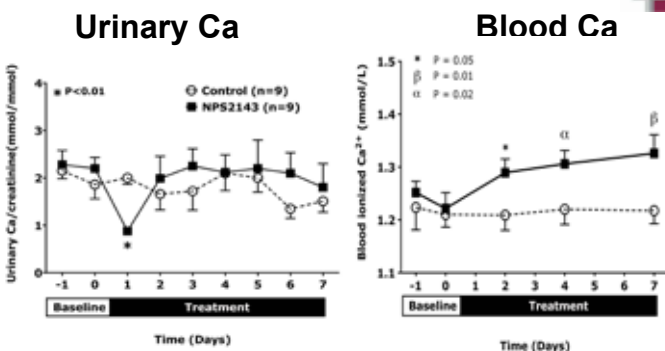 Urinary Ca
* P<0.01
Control (n=9)
NPS2143 (n=9)
Urinary Ca/creatinine(mmol/mmol)
4
3
2
1
0
*
-1 0 1 2 3 4 5 6 7
Baseline Treatment
Time (Days)
Blood Ca
* P = 0.05
β P = 0.01
α P = 0.02
Blood ionized Ca²⁺ (mmol/L)
1.5
1.4
1.3
1.2
1.1
* α β
-1 0 1 2 3 4 5 7
Baseline Treatment
Time (Days)